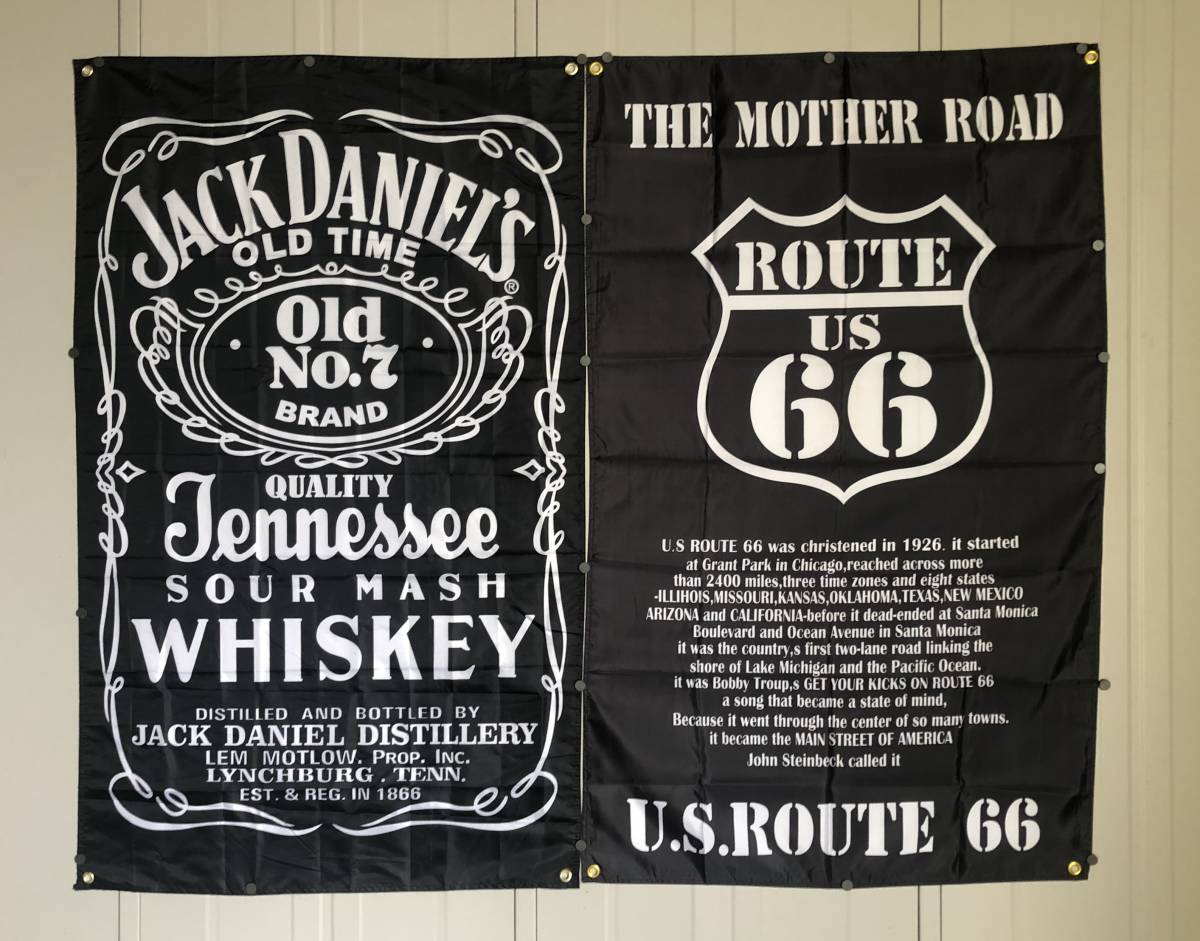 JACK DANIEL'S
OLD TIME
®
Old
No.7
BRAND
QUALITY
Tennessee
SOUR MASH
WHISKEY
DISTILLED AND BOTTLED BY
JACK DANIEL DISTILLERY
LEM MOTLOW. PROP. INC.
LYNCHBURG . TENN.
EST. & REG. IN 1866
THE MOTHER ROAD
ROUTE
US
66
U.S ROUTE 66 was christened in 1926. it started
at Grant Park in Chicago,reached across more
than 2400 miles,three time zones and eight states
-ILLIHOIS,MISSOURI,KANSAS,OKLAHOMA,TEXAS,NEW MEXICO
ARIZONA and CALIFORNIA-before it dead-ended at Santa Monica
Boulevard and Ocean Avenue in Santa Monica
it was the country,s first two-lane road linking the
shore of Lake Michigan and the Pacific Ocean.
it was Bobby Troup,s GET YOUR KICKS ON ROUTE 66
a song that became a state of mind,
Because it went through the center of so many towns.
it became the MAIN STREET OF AMERICA
John Steinbeck called it
U.S.ROUTE 66